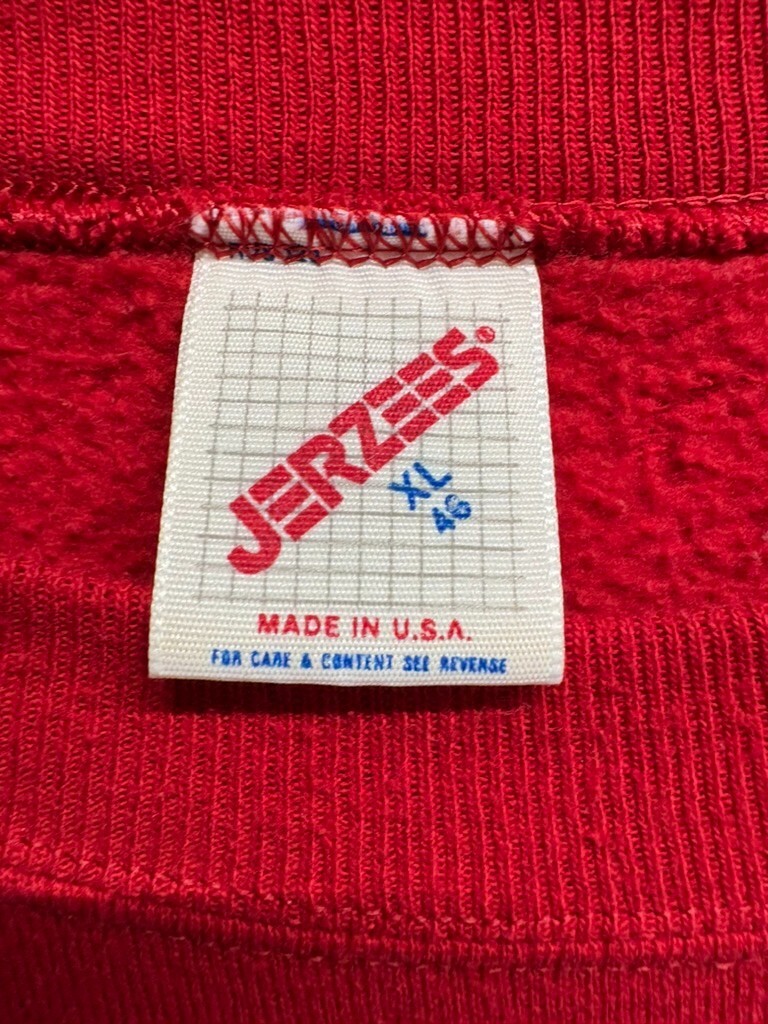 JERZEES®
XL
46
MADE IN U.S.A.
FOR CARE & CONTENT SEE REVERSE